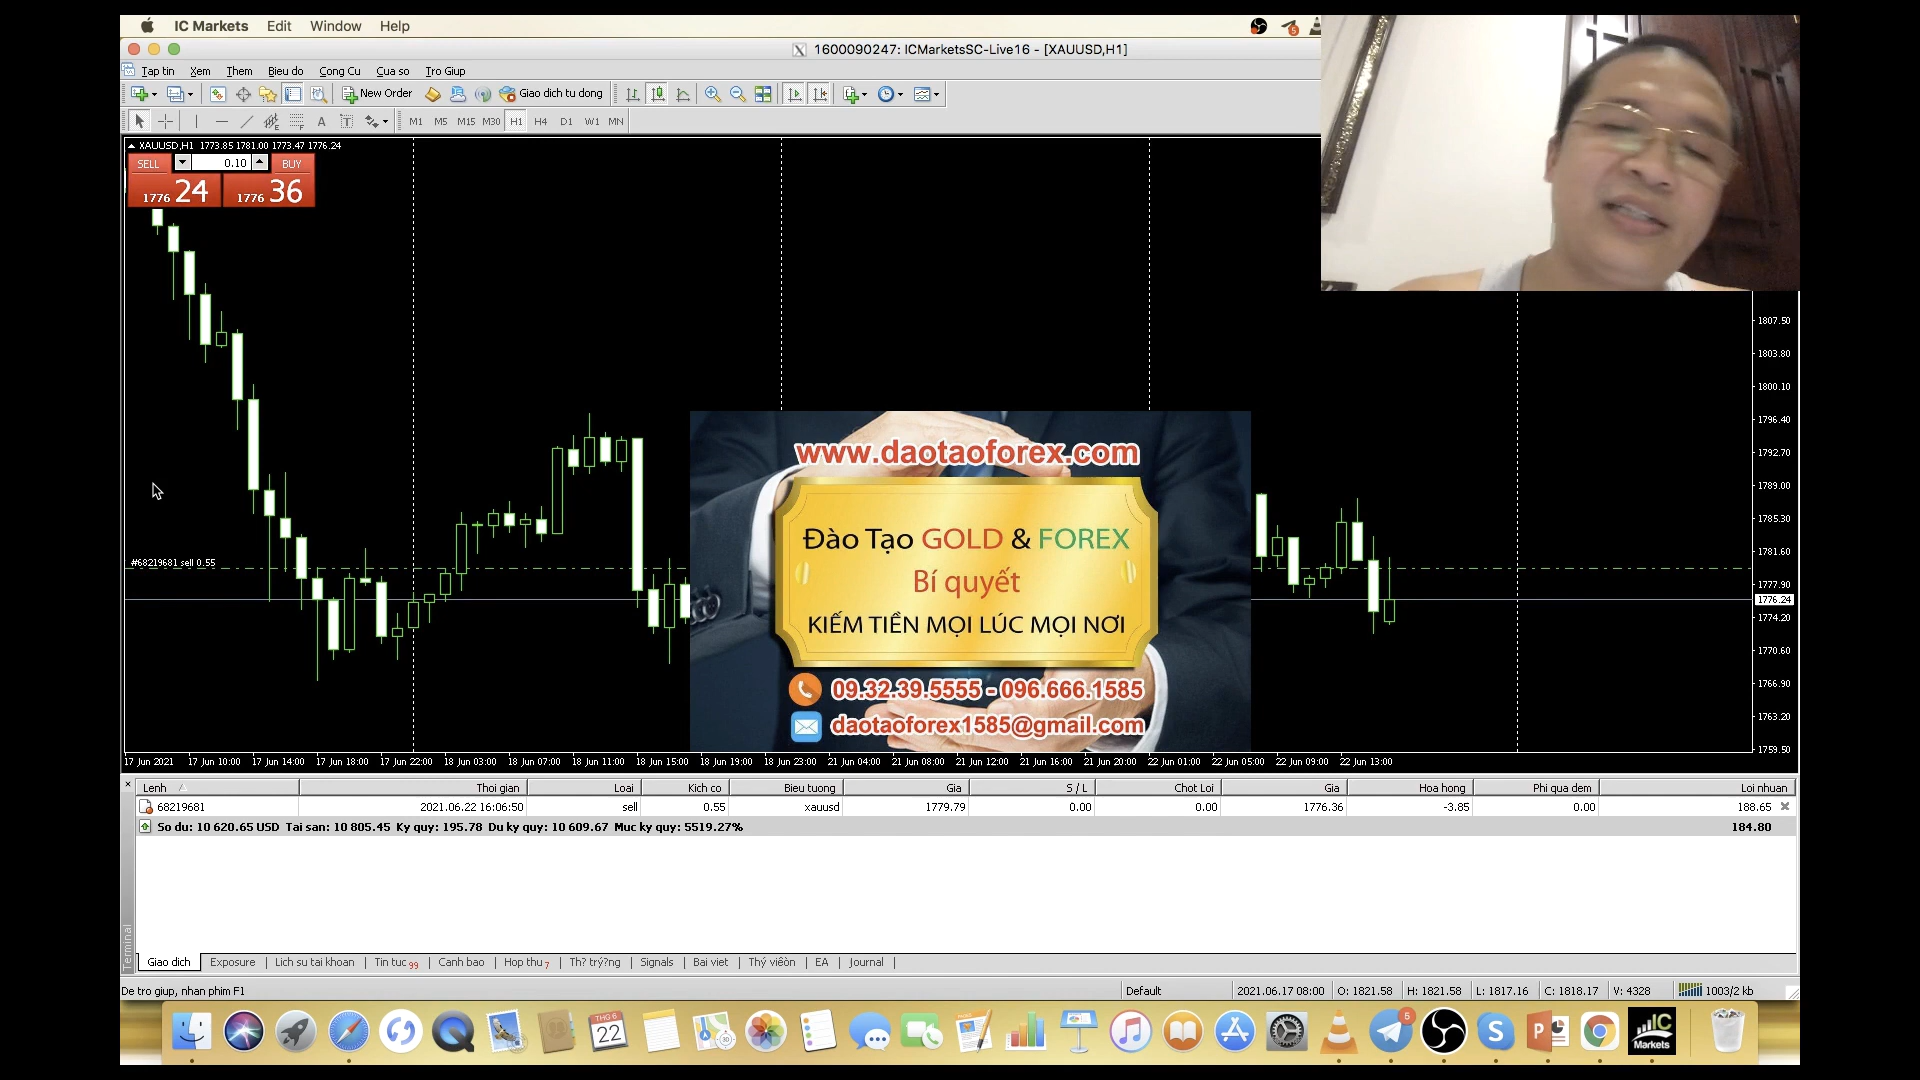 IC Markets Edit Window Help
5
1600090247: ICMarketsSC-Live16 - [XAUUSD,H1]
Tap tin Xem Them Bieu do Cong Cu Cua so Tro Giup
New Order Giao dich tu dong
A T M1 M5 M15 M30 H1 H4 D1 W1 MN
XAUUSD,H1 1773.85 1781.00 1773.47 1776.24
SELL 0.10 BUY
1776 24 1776 36
1807.50
1803.80
1800.10
1796.40
1792.70
1789.00
1785.30
1781.60
1777.90
1776.24
1774.20
1770.60
1766.90
1763.20
1759.50
#68219681 sell 0.55
www.daotaoforex.com
Đào Tạo GOLD & FOREX
Bí quyết
KIẾM TIỀN MỌI LÚC MỌI NƠI
09.32.39.5555 - 096.666.1585
daotaoforex1585@gmail.com
17 Jun 2021 17 Jun 10:00 17 Jun 14:00 17 Jun 18:00 17 Jun 22:00 18 Jun 03:00 18 Jun 07:00 18 Jun 11:00 18 Jun 15:00 18 Jun 19:00 18 Jun 23:00 21 Jun 04:00 21 Jun 08:00 21 Jun 12:00 21 Jun 16:00 21 Jun 20:00 22 Jun 01:00 22 Jun 05:00 22 Jun 09:00 22 Jun 13:00
Lenh Thoi gian Loai Kich co Bieu tuong Gia S / L Chot Loi Gia Hoa hong Phi qua dem Loi nhuan
68219681 2021.06.22 16:06:50 sell 0.55 xauusd 1779.79 0.00 0.00 1776.36 -3.85 0.00 188.65
So du: 10 620.65 USD Tai san: 10 805.45 Ky quy: 195.78 Du ky quy: 10 609.67 Muc ky quy: 5519.27% 184.80
Terminal
Giao dich Exposure Lich su tai khoan Tin tuc 99 Canh bao Hop thu 7 Th? trý?ng Signals Bai viet Thý viêòn EA Journal
De tro giup, nhan phim F1 Default 2021.06.17 08:00 O: 1821.58 H: 1821.58 L: 1817.16 C: 1818.17 V: 4328 1003/2 kb
THG 6
22
5
IC
Markets